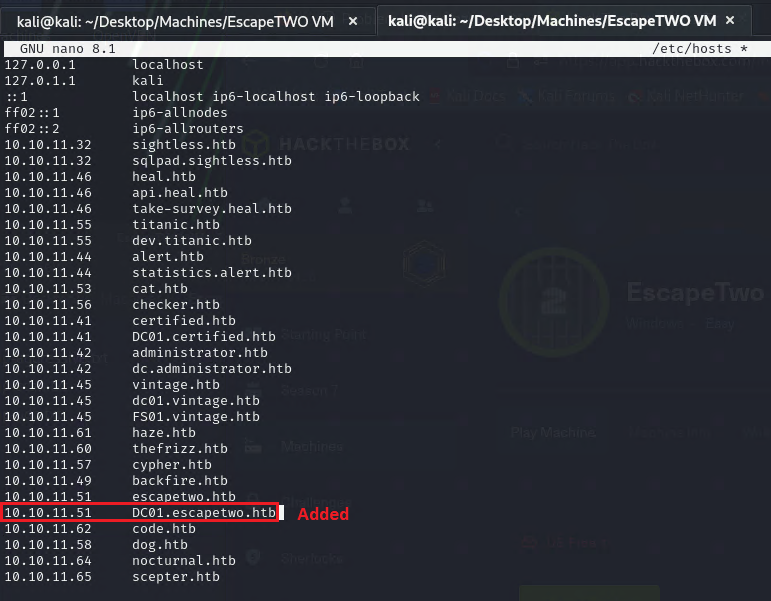 kali@kali: ~/Desktop/Machines/EscapeTWO VM × kali@kali: ~/Desktop/Machines/EscapeTWO VM ×
GNU nano 8.1 /etc/hosts *
127.0.0.1 localhost
127.0.1.1 kali
::1 localhost ip6-localhost ip6-loopback
ff02::1 ip6-allnodes
ff02::2 ip6-allrouters
10.10.11.32 sightless.htb
10.10.11.32 sqlpad.sightless.htb
10.10.11.46 heal.htb
10.10.11.46 api.heal.htb
10.10.11.46 take-survey.heal.htb
10.10.11.55 titanic.htb
10.10.11.55 dev.titanic.htb
10.10.11.44 alert.htb
10.10.11.44 statistics.alert.htb
10.10.11.53 cat.htb
10.10.11.56 checker.htb
10.10.11.41 certified.htb
10.10.11.41 DC01.certified.htb
10.10.11.42 administrator.htb
10.10.11.42 dc.administrator.htb
10.10.11.45 vintage.htb
10.10.11.45 dc01.vintage.htb
10.10.11.45 FS01.vintage.htb
10.10.11.61 haze.htb
10.10.11.60 thefrizz.htb
10.10.11.57 cypher.htb
10.10.11.49 backfire.htb
10.10.11.51 escapetwo.htb
10.10.11.51 DC01.escapetwo.htb Added
10.10.11.62 code.htb
10.10.11.58 dog.htb
10.10.11.64 nocturnal.htb
10.10.11.65 scepter.htb
Kali Docs Kali Forums Kali NetHunter
HACKTHEBOX
Bronze
EscapeTwo
Windows Easy
Starting Point
Season 7
Play Machine
Machines
Challenges
Sherlocks